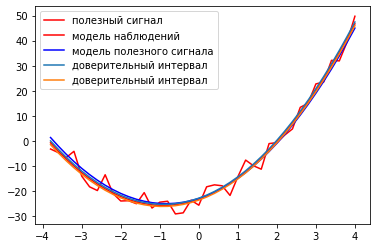 50
40
30
20
10
0
−10
−20
−30
полезный сигнал
модель наблюдений
модель полезного сигнала
доверительный интервал
доверительный интервал
−4 −3 −2 −1 0 1 2 3 4